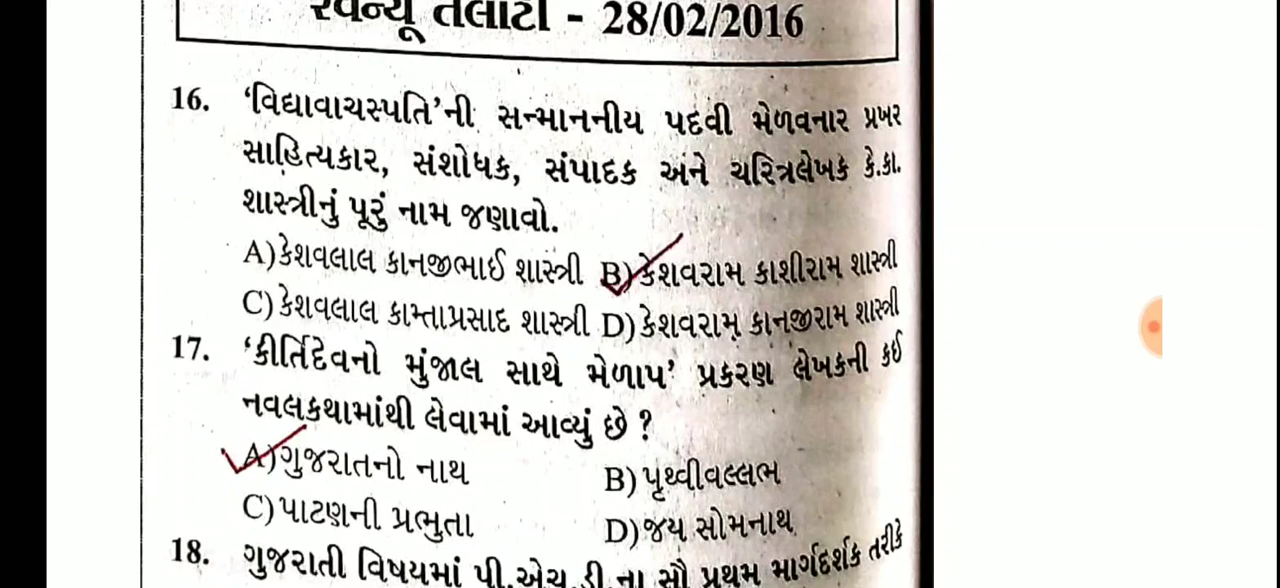 રેવન્યૂ તલાટી - 28/02/2016
16. ‘વિદ્યાવાચસ્પતિ’ની સન્માનનીય પદવી મેળવનાર પ્રખર
સાહિત્યકાર, સંશોધક, સંપાદક અને ચરિત્રલેખક કે.કા.
શાસ્ત્રીનું પૂરું નામ જણાવો.
A)કેશવલાલ કાનજીભાઈ શાસ્ત્રી B)કેશવરામ કાશીરામ શાસ્ત્રી
C)કેશવલાલ કામ્તાપ્રસાદ શાસ્ત્રી D)કેશવરામ કાનજીરામ શાસ્ત્રી
17. ‘કીર્તિદેવનો મુંજાલ સાથે મેળાપ’ પ્રકરણ લેખકની કઈ
નવલકથામાંથી લેવામાં આવ્યું છે ?
A)ગુજરાતનો નાથ B)પૃથ્વીવલ્લભ
C)પાટણની પ્રભુતા D)જય સોમનાથ
18. ગુજરાતી વિષયમાં પી.એચ.ડી.ના સૌ પ્રથમ માર્ગદર્શક તરીકે